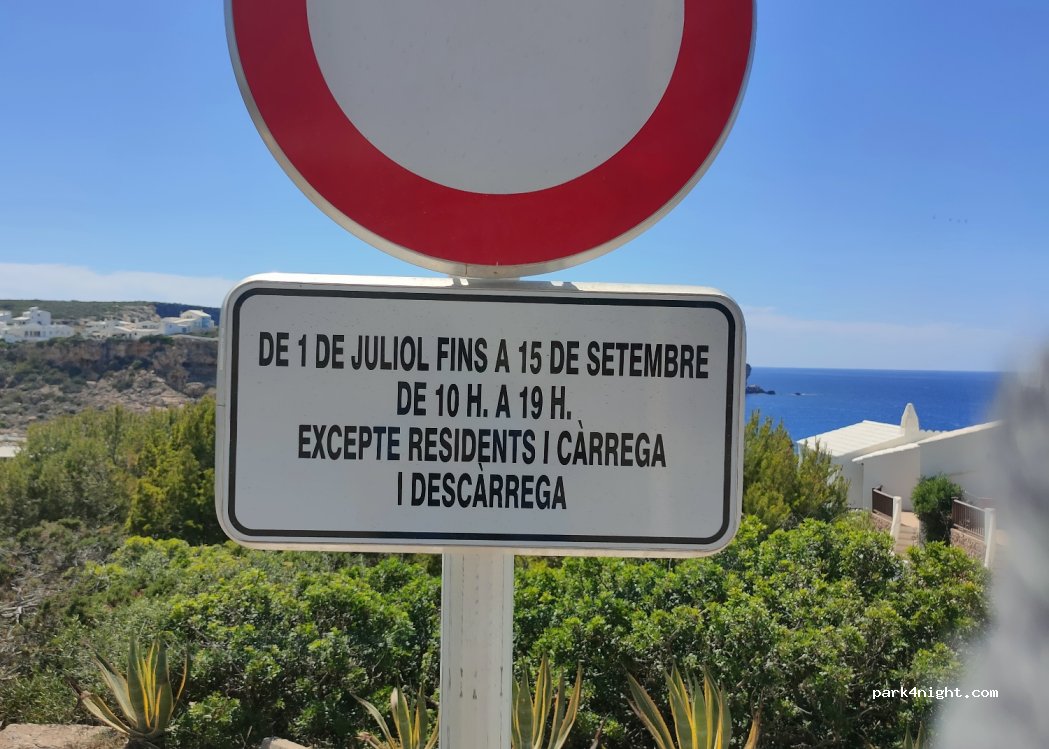 DE 1 DE JULIOL FINS A 15 DE SETEMBRE
DE 10 H. A 19 H.
EXCEPTE RESIDENTS I CÀRREGA
I DESCÀRREGA
park4night.com